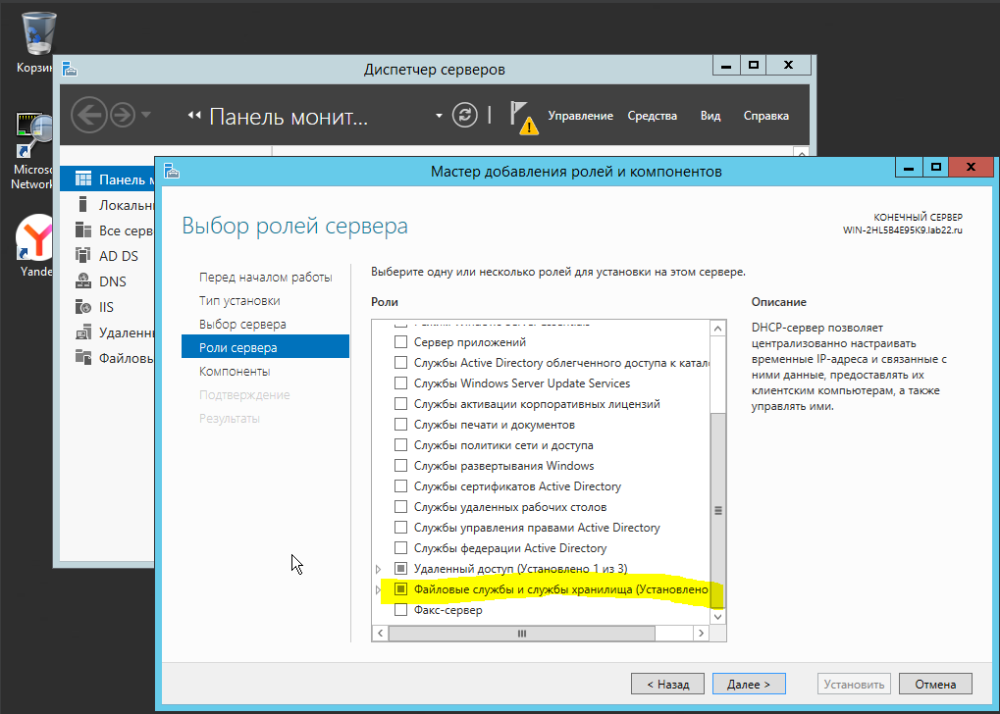 Корзин
Диспетчер серверов
Панель монит...
Управление
Средства
Вид
Справка
Micros
Network
Yande
Панель м
Локальн
Все серв
AD DS
DNS
IIS
Удаленн
Файловы
Мастер добавления ролей и компонентов
Выбор ролей сервера
КОНЕЧНЫЙ СЕРВЕР
WIN-2HL5B4E95K9.lab22.ru
Перед началом работы
Тип установки
Выбор сервера
Роли сервера
Компоненты
Подтверждение
Результаты
Выберите одну или несколько ролей для установки на этом сервере.
Роли
Сервер приложений
Службы Active Directory облегченного доступа к катал
Службы Windows Server Update Services
Службы активации корпоративных лицензий
Службы печати и документов
Службы политики сети и доступа
Службы развертывания Windows
Службы сертификатов Active Directory
Службы удаленных рабочих столов
Службы управления правами Active Directory
Службы федерации Active Directory
Удаленный доступ (Установлено 1 из 3)
Файловые службы и службы хранилища (Установлено
Факс-сервер
Описание
DHCP-сервер позволяет
централизованно настраивать
временные IP-адреса и связанные с
ними данные, предоставлять их
клиентским компьютерам, а также
управлять ими.
< Назад
Далее >
Установить
Отмена